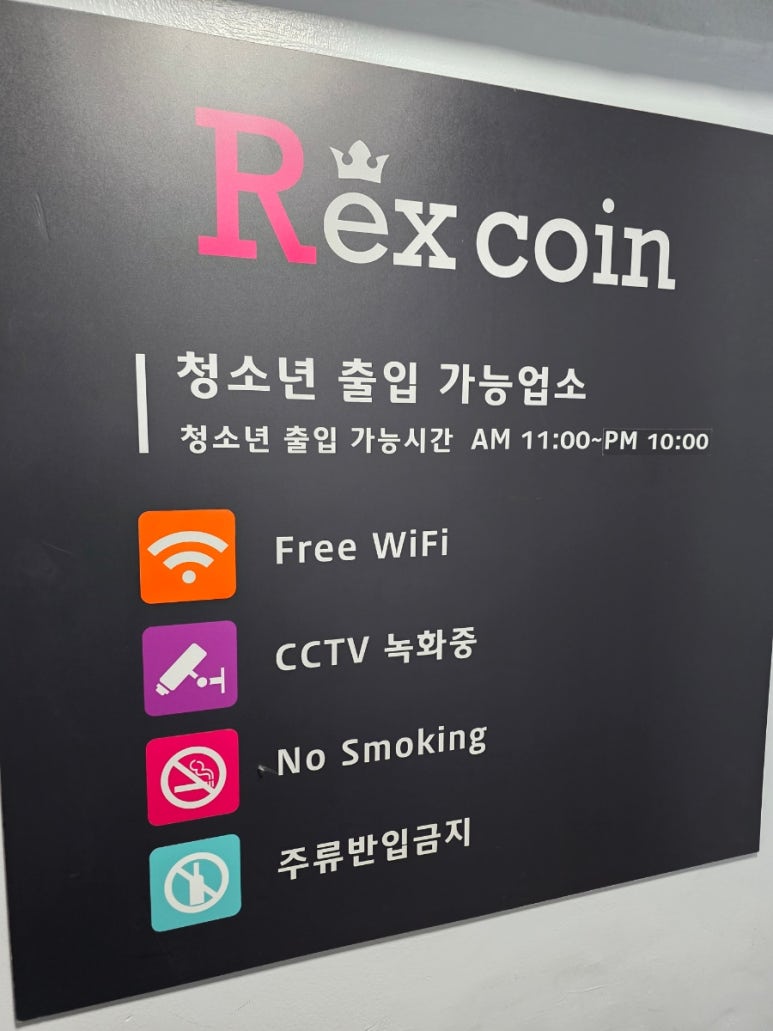 Rex coin
청소년 출입 가능업소
청소년 출입 가능시간 AM 11:00~PM 10:00
Free WiFi
CCTV 녹화중
No Smoking
주류반입금지